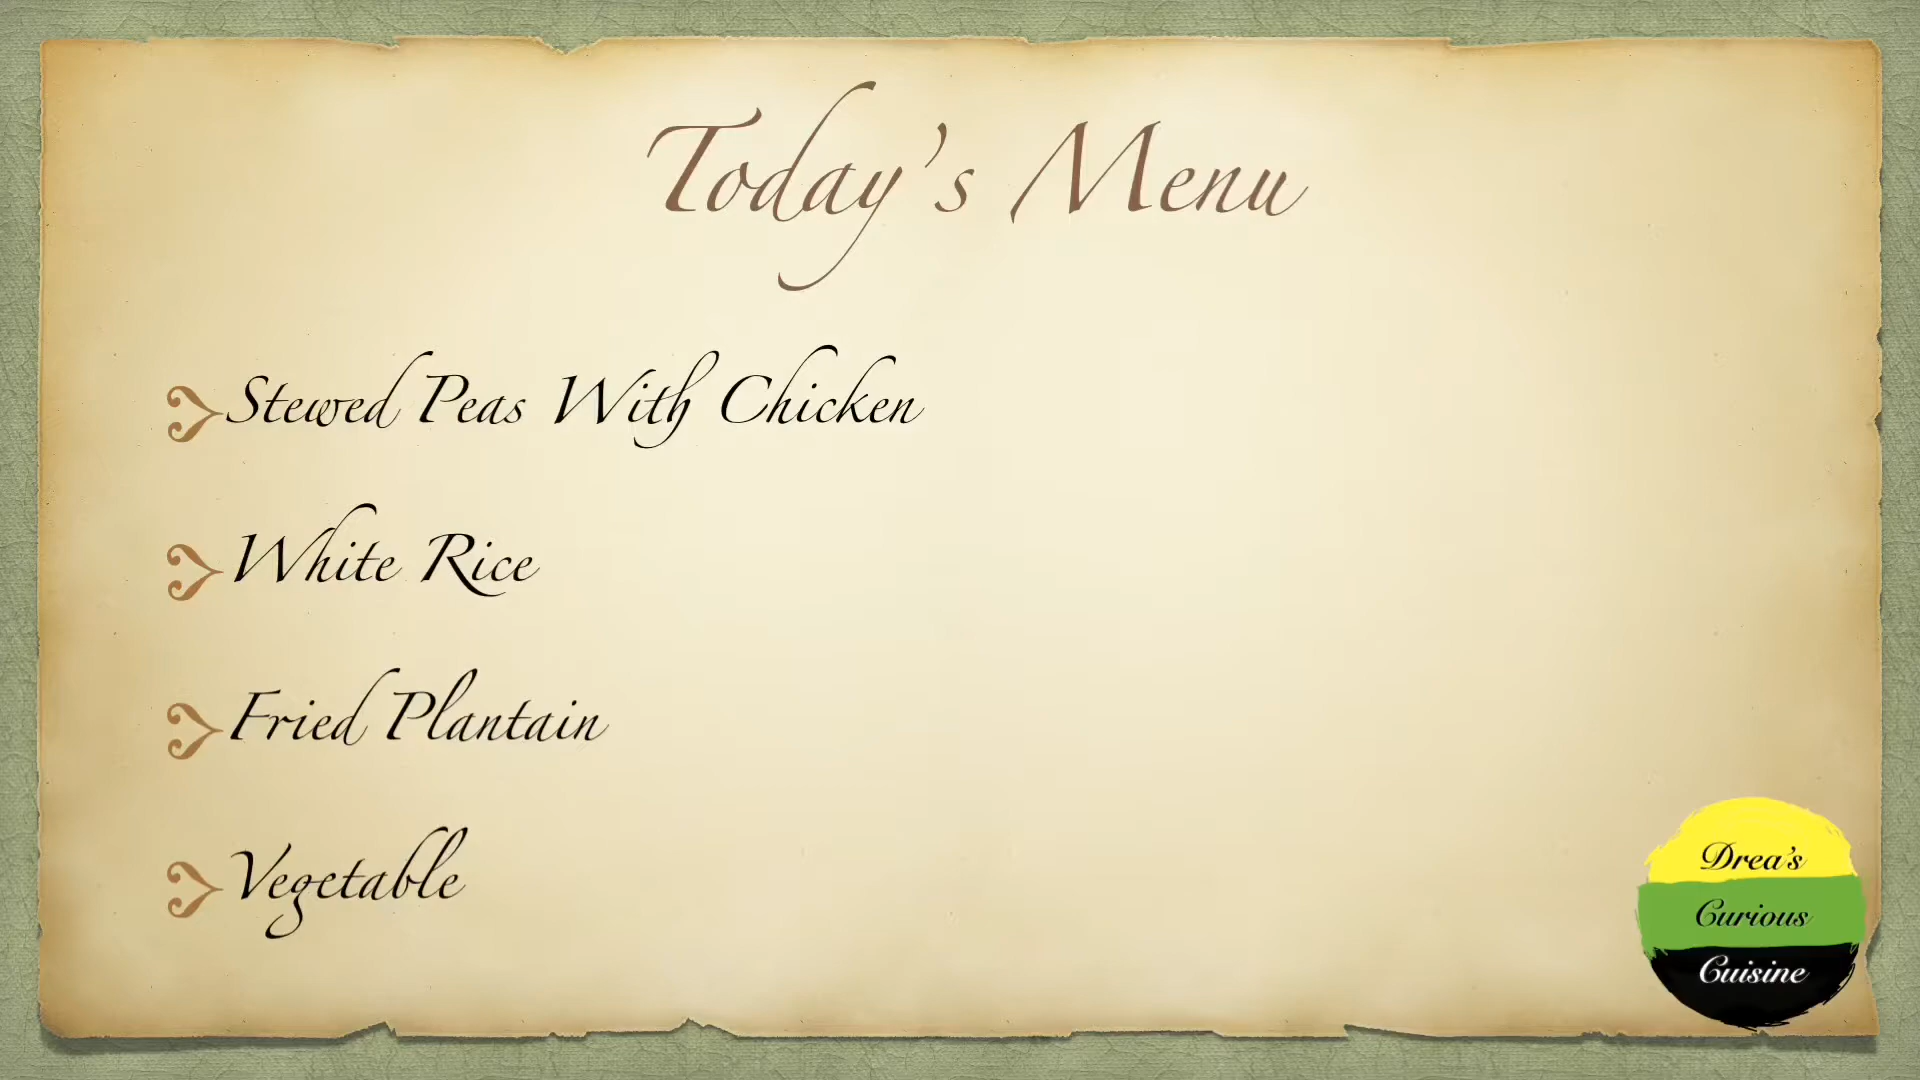 Today's Menu
Stewed Peas With Chicken
White Rice
Fried Plantain
Vegetable
Drea's
Curious
Cuisine